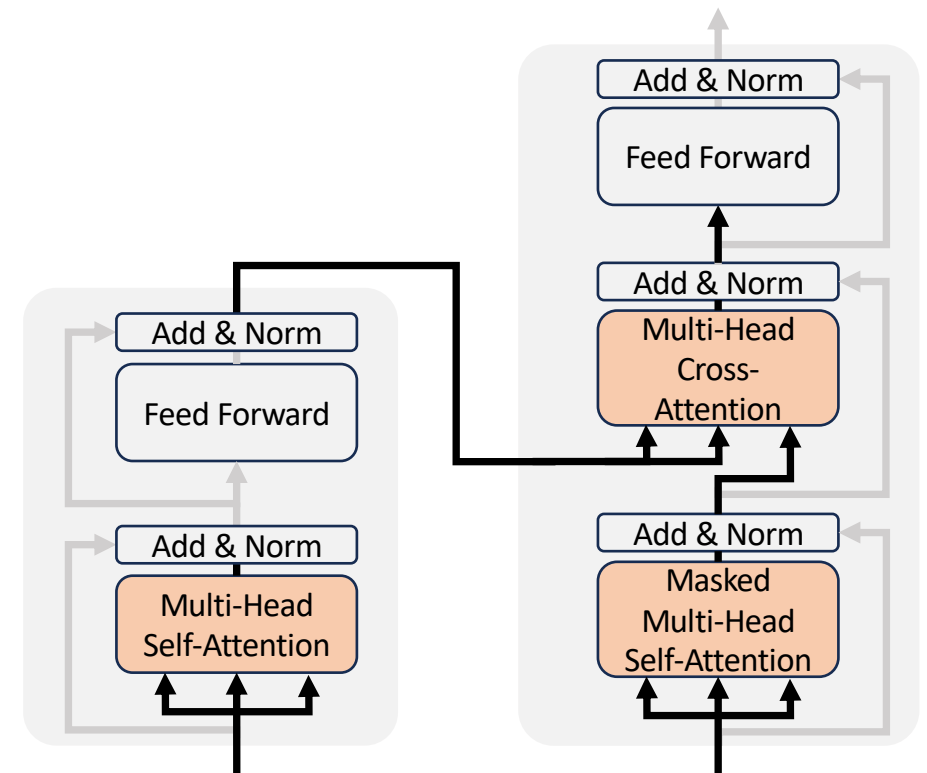 Add & Norm
Feed Forward
Add & Norm
Multi-Head
Self-Attention
Add & Norm
Feed Forward
Add & Norm
Multi-Head
Cross-
Attention
Add & Norm
Masked
Multi-Head
Self-Attention